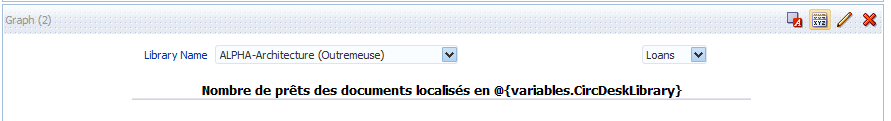 Graph (2)
Library Name ALPHA-Architecture (Outremeuse) Loans
Nombre de prêts des documents localisés en @{variables.CircDeskLibrary}